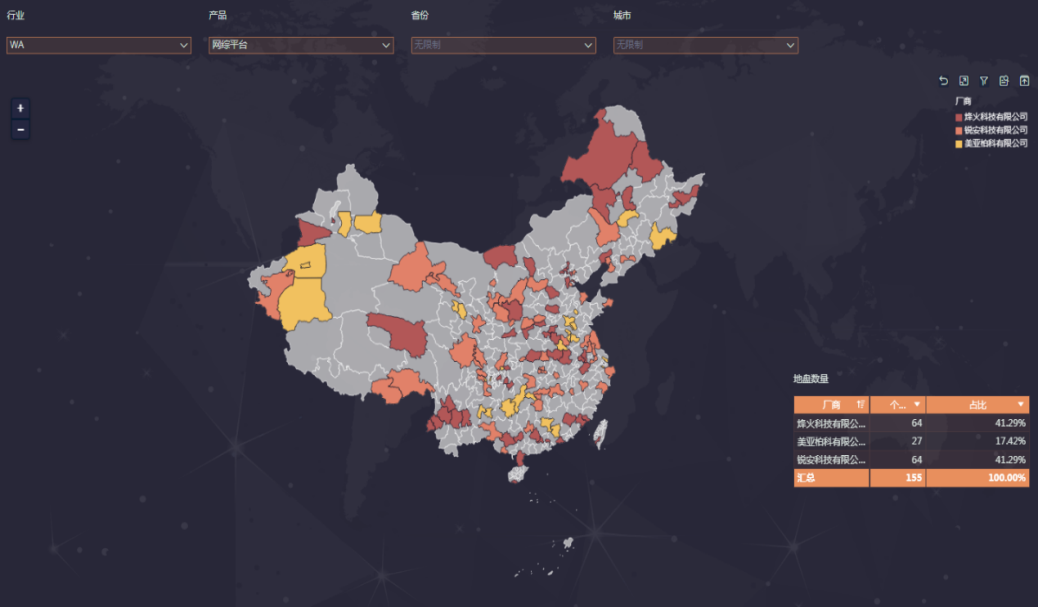 行业
产品
省份
城市
WA
网综平台
无限制
无限制
+
−
厂商
烽火科技有限公司
锐安科技有限公司
美亚柏科有限公司
地盘数量
厂商 个... 占比
烽火科技有限公... 64 41.29%
美亚柏科有限公... 27 17.42%
锐安科技有限公... 64 41.29%
汇总 155 100.00%